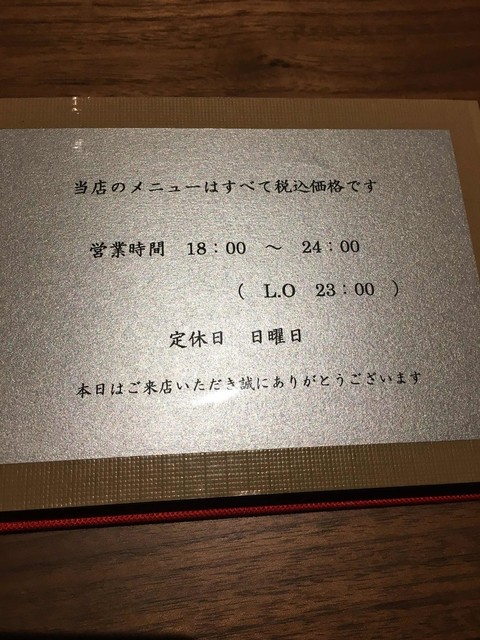 当店のメニューはすべて税込価格です
営業時間　18：00　～　24：00
（　L.O　23：00　）
定休日　日曜日
本日はご来店いただき誠にありがとうございます